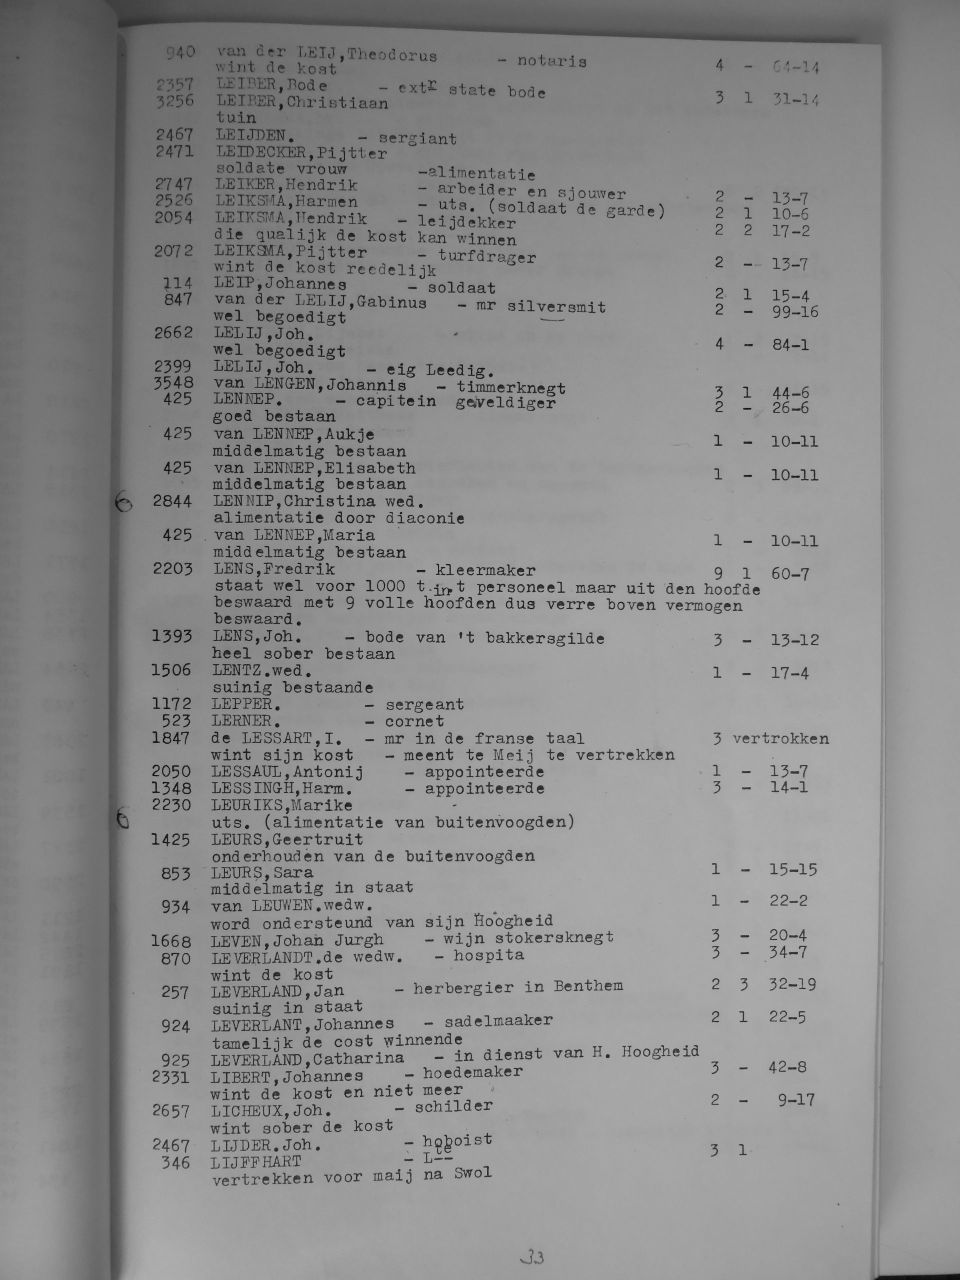 940 van der LEIJ,Theodorus - notaris 4 - 64-14
wint de kost
2357 LEIBER,Bode - extr state bode
3256 LEIBER,Christiaan 3 1 31-14
tuin
2467 LEIJDEN. - sergiant
2471 LEIDECKER,Pijtter
soldate vrouw -alimentatie
2747 LEIKER,Hendrik - arbeider en sjouwer 2 - 13-7
2526 LEIKSMA,Harmen - uts. (soldaat de garde) 2 1 10-6
2054 LEIKSMA,Hendrik - leijdekker 2 2 17-2
die qualijk de kost kan winnen
2072 LEIKSMA,Pijtter - turfdrager 2 - 13-7
wint de kost reedelijk
114 LEIP,Johannes - soldaat 2 1 15-4
847 van der LELIJ,Gabinus - mr silversmit 2 - 99-16
wel begoedigt
2662 LELIJ,Joh. 4 - 84-1
wel begoedigt
2399 LELIJ,Joh. - eig Leedig.
3548 van LENGEN,Johannis - timmerknegt 3 1 44-6
425 LENNEP. - capitein geweldiger 2 - 26-6
goed bestaan
425 van LENNEP,Aukje 1 - 10-11
middelmatig bestaan
425 van LENNEP,Elisabeth 1 - 10-11
middelmatig bestaan
6 2844 LENNIP,Christina wed.
alimentatie door diaconie
425 van LENNEP,Maria 1 - 10-11
middelmatig bestaan
2203 LENS,Fredrik - kleermaker 9 1 60-7
staat wel voor 1000 t.in t personeel maar uit den hoofde
beswaard met 9 volle hoofden dus verre boven vermogen
beswaard.
1393 LENS,Joh. - bode van 't bakkersgilde 3 - 13-12
heel sober bestaan
1506 LENTZ.wed. 1 - 17-4
suinig bestaande
1172 LEPPER. - sergeant
523 LERNER. - cornet
1847 de LESSART,I. - mr in de franse taal 3 vertrokken
wint sijn kost - meent te Meij te vertrekken
2050 LESSAUL,Antonij - appointeerde 1 - 13-7
1348 LESSINGH,Harm. - appointeerde 3 - 14-1
2230 LEURIKS,Marike
6 uts. (alimentatie van buitenvoogden)
1425 LEURS,Geertruit
onderhouden van de buitenvoogden
853 LEURS,Sara 1 - 15-15
middelmatig in staat
934 van LEUWEN.wedw. 1 - 22-2
word ondersteund van sijn Hoogheid
1668 LEVEN,Johan Jurgh - wijn stokersknegt 3 - 20-4
870 LEVERLANDT.de wedw. - hospita 3 - 34-7
wint de kost
257 LEVERLAND,Jan - herbergier in Benthem 2 3 32-19
suinig in staat
924 LEVERLANT,Johannes - sadelmaaker 2 1 22-5
tamelijk de cost winnende
925 LEVERLAND,Catharina - in dienst van H. Hoogheid
2331 LIBERT,Johannes - hoedemaker 3 - 42-8
wint de kost en niet meer
2657 LICHEUX,Joh. - schilder 2 - 9-17
wint sober de kost
2467 LIJDER.Joh. - hoboist
346 LIJFFHART - L-- te 3 1
vertrekken voor maij na Swol
33